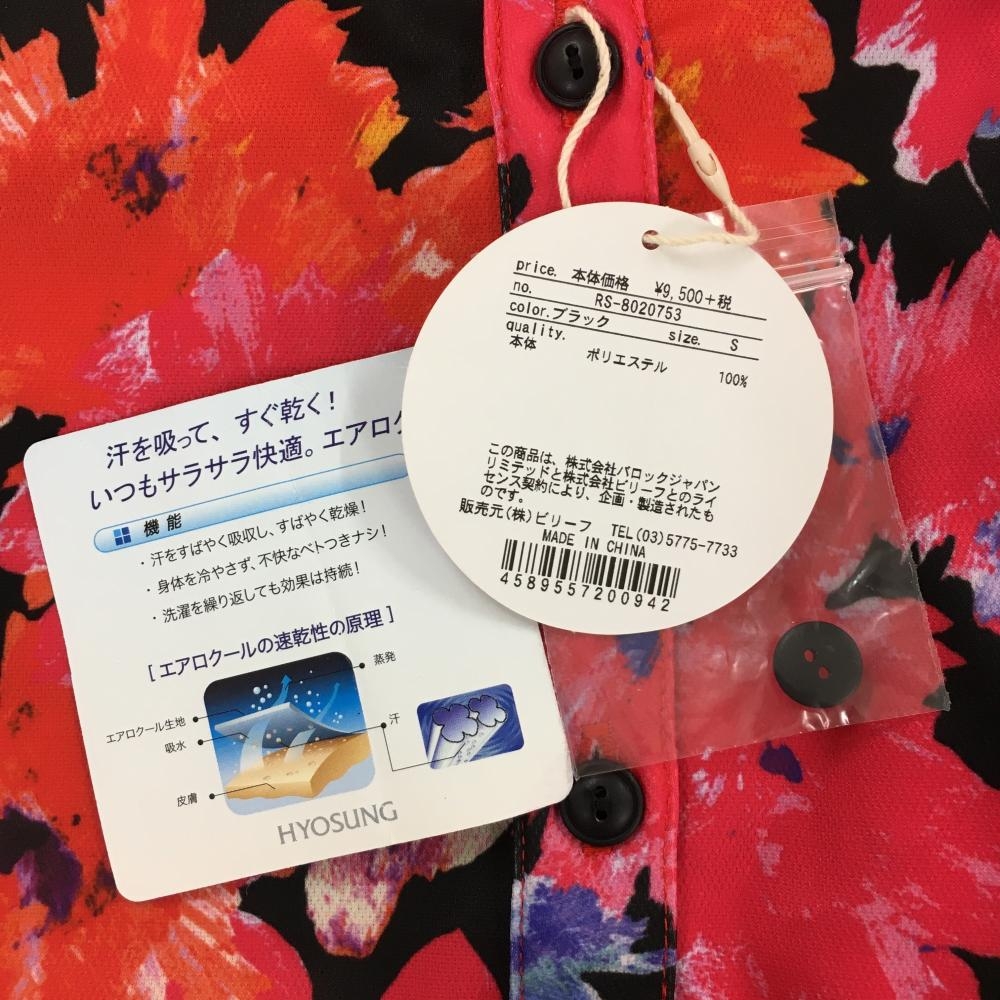 price. 本体価格 ¥9,500+税
no. RS-8020753
color.ブラック size. S
quality.
本体 ポリエステル 100%
この商品は、株式会社バロックジャパン
リミテッドと株式会社ビリーフとのライ
センス契約により、企画・製造されたも
のです。
販売元(株)ビリーフ TEL(03)5775-7733
MADE IN CHINA
4589557200942
汗を吸って、すぐ乾く!
いつもサラサラ快適。エアロク
機能
・汗をすばやく吸収し、すばやく乾燥!
・身体を冷やさず、不快なベトつきナシ!
・洗濯を繰り返しても効果は持続!
[エアロクールの速乾性の原理]
蒸発
エアロクール生地
吸水
汗
皮膚
HYOSUNG